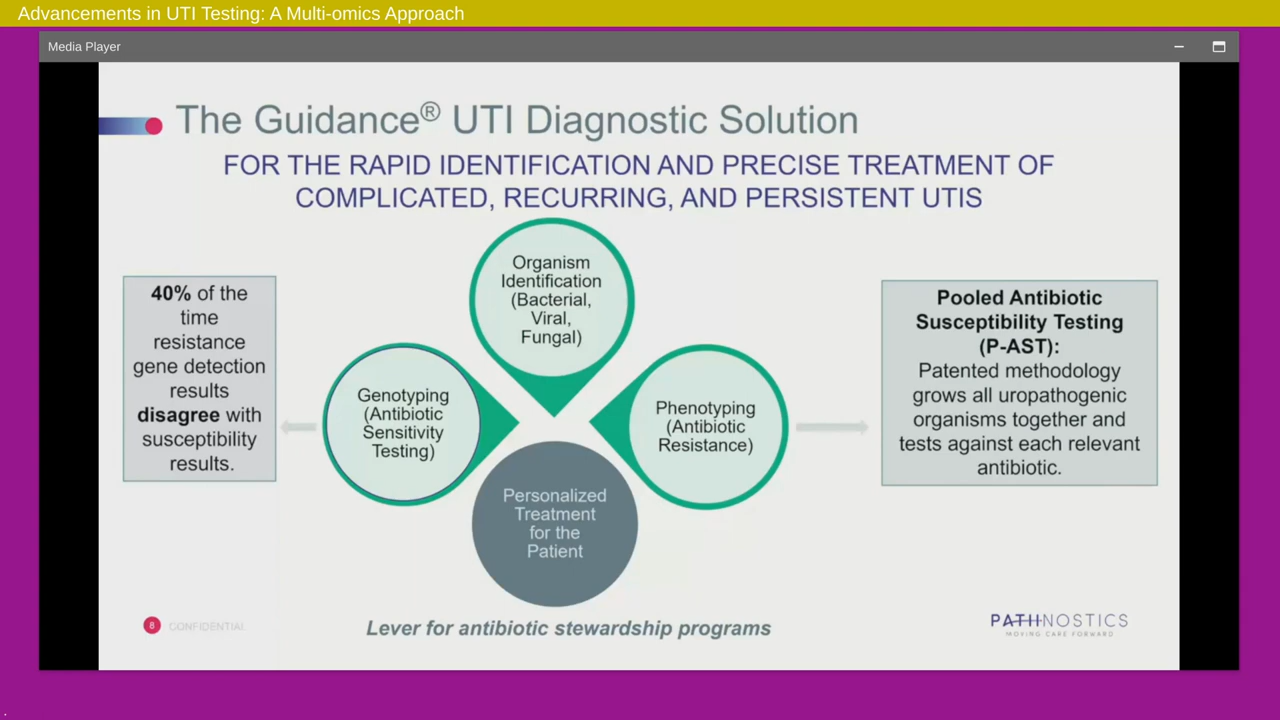 Advancements in UTI Testing: A Multi-omics Approach
Media Player
The Guidance® UTI Diagnostic Solution
FOR THE RAPID IDENTIFICATION AND PRECISE TREATMENT OF
COMPLICATED, RECURRING, AND PERSISTENT UTIS
Organism
Identification
(Bacterial,
Viral,
Fungal)
40% of the
time
resistance
gene detection
results
disagree with
susceptibility
results.
Genotyping
(Antibiotic
Sensitivity
Testing)
Phenotyping
(Antibiotic
Resistance)
Pooled Antibiotic
Susceptibility Testing
(P-AST):
Patented methodology
grows all uropathogenic
organisms together and
tests against each relevant
antibiotic.
Personalized
Treatment
for the
Patient
8 CONFIDENTIAL
Lever for antibiotic stewardship programs
PATHNOSTICS
MOVING CARE FORWARD